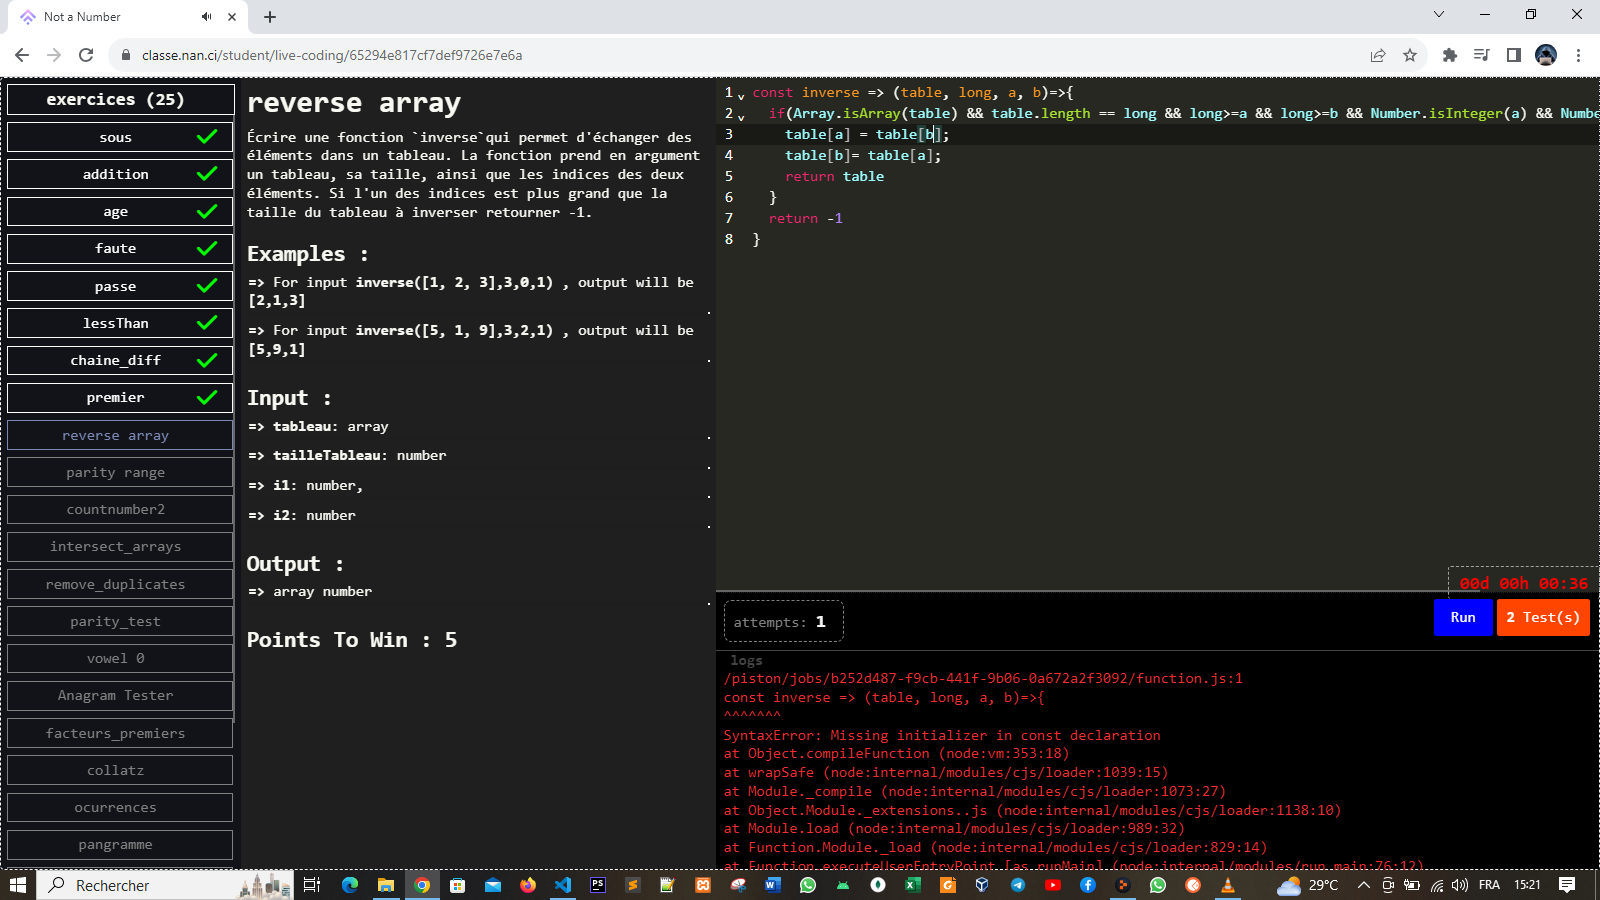 Not a Number
classe.nan.ci/student/live-coding/65294e817cf7def9726e7e6a
exercices (25)
sous
addition
age
faute
passe
lessThan
chaine_diff
premier
reverse array
parity range
countnumber2
intersect_arrays
remove_duplicates
parity_test
vowel 0
Anagram Tester
facteurs_premiers
collatz
ocurrences
pangramme
reverse array
Écrire une fonction `inverse`qui permet d'échanger des
éléments dans un tableau. La fonction prend en argument
un tableau, sa taille, ainsi que les indices des deux
éléments. Si l'un des indices est plus grand que la
taille du tableau à inverser retourner -1.
Examples :
=> For input inverse([1, 2, 3],3,0,1) , output will be
[2,1,3]
=> For input inverse([5, 1, 9],3,2,1) , output will be
[5,9,1]
Input :
=> tableau: array
=> tailleTableau: number
=> i1: number,
=> i2: number
Output :
=> array number
Points To Win : 5
1 const inverse => (table, long, a, b)=>{
2 if(Array.isArray(table) && table.length == long && long>=a && long>=b && Number.isInteger(a) && Numbe
3 table[a] = table[b];
4 table[b]= table[a];
5 return table
6 }
7 return -1
8 }
00d 00h 00:36
attempts: 1
Run
2 Test(s)
logs
/piston/jobs/b252d487-f9cb-441f-9b06-0a672a2f3092/function.js:1
const inverse => (table, long, a, b)=>{
^^^^^^^
SyntaxError: Missing initializer in const declaration
at Object.compileFunction (node:vm:353:18)
at wrapSafe (node:internal/modules/cjs/loader:1039:15)
at Module._compile (node:internal/modules/cjs/loader:1073:27)
at Object.Module._extensions..js (node:internal/modules/cjs/loader:1138:10)
at Module.load (node:internal/modules/cjs/loader:989:32)
at Function.Module._load (node:internal/modules/cjs/loader:829:14)
at Function.executeUserEntryPoint [as runMain] (node:internal/modules/run_main:76:12)
Rechercher
29°C
FRA
15:21